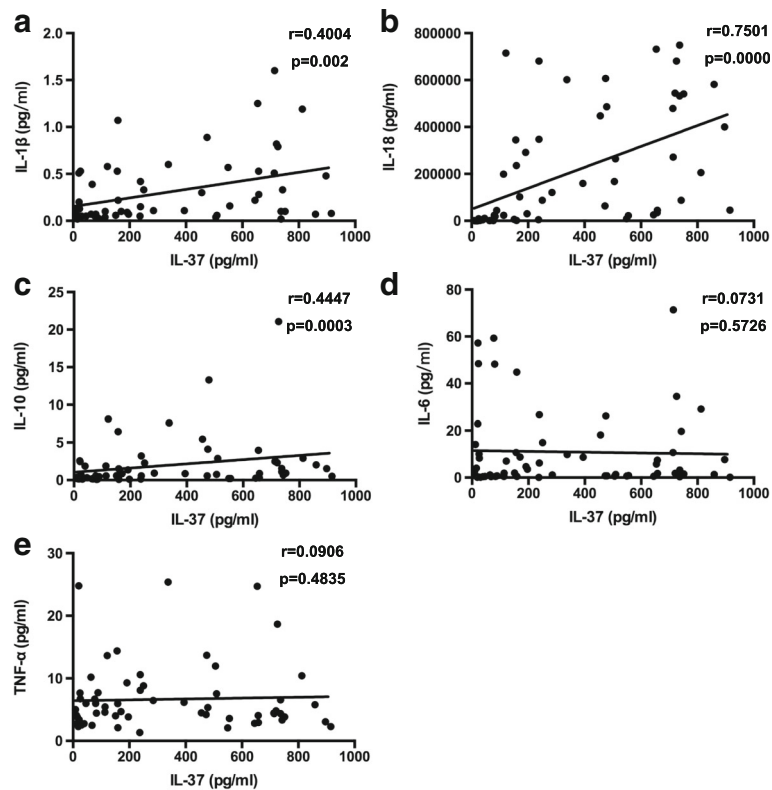 a
r=0.4004
p=0.002
2.0
1.5
1.0
0.5
0.0
IL-1β (pg/ml)
0 200 400 600 800 1000
IL-37 (pg/ml)
b
r=0.7501
p=0.0000
800000
600000
400000
200000
0
IL-18 (pg/ml)
0 200 400 600 800 1000
IL-37 (pg/ml)
c
r=0.4447
p=0.0003
25
20
15
10
5
0
IL-10 (pg/ml)
0 200 400 600 800 1000
IL-37 (pg/ml)
d
r=0.0731
p=0.5726
80
60
40
20
0
IL-6 (pg/ml)
0 200 400 600 800 1000
IL-37 (pg/ml)
e
r=0.0906
p=0.4835
30
20
10
0
TNF-α (pg/ml)
0 200 400 600 800 1000
IL-37 (pg/ml)